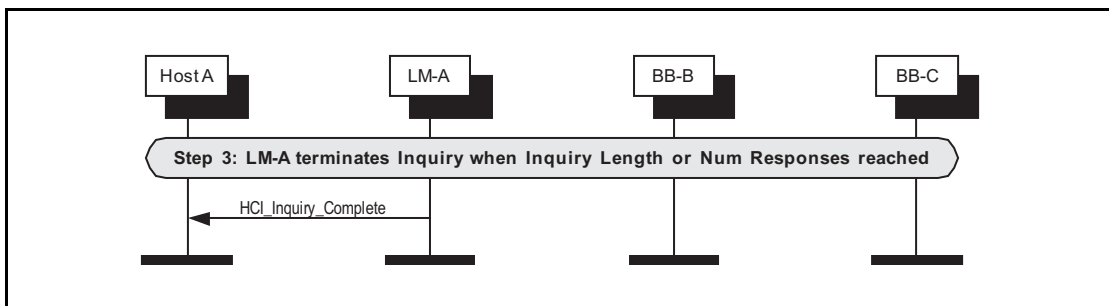 Host A
LM-A
BB-B
BB-C
Step 3: LM-A terminates Inquiry when Inquiry Length or Num Responses reached
HCI_Inquiry_Complete